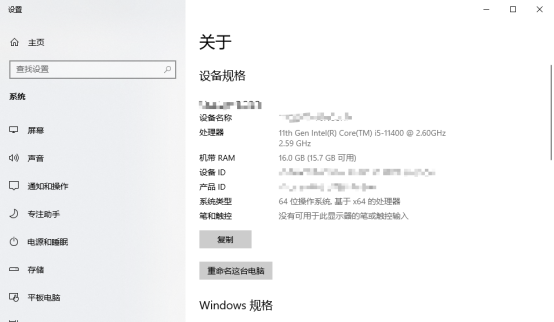 设置
主页
查找设置
系统
屏幕
声音
通知和操作
专注助手
电源和睡眠
存储
平板电脑
关于
设备规格
设备名称
处理器 11th Gen Intel(R) Core(TM) i5-11400 @ 2.60GHz
2.59 GHz
机带 RAM 16.0 GB (15.7 GB 可用)
设备 ID
产品 ID
系统类型 64 位操作系统, 基于 x64 的处理器
笔和触控 没有可用于此显示器的笔或触控输入
复制
重命名这台电脑
Windows 规格